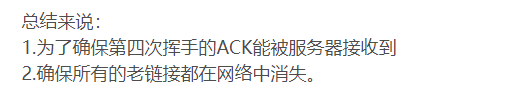 总结来说：
1.为了确保第四次挥手的ACK能被服务器接收到
2.确保所有的老链接都在网络中消失。